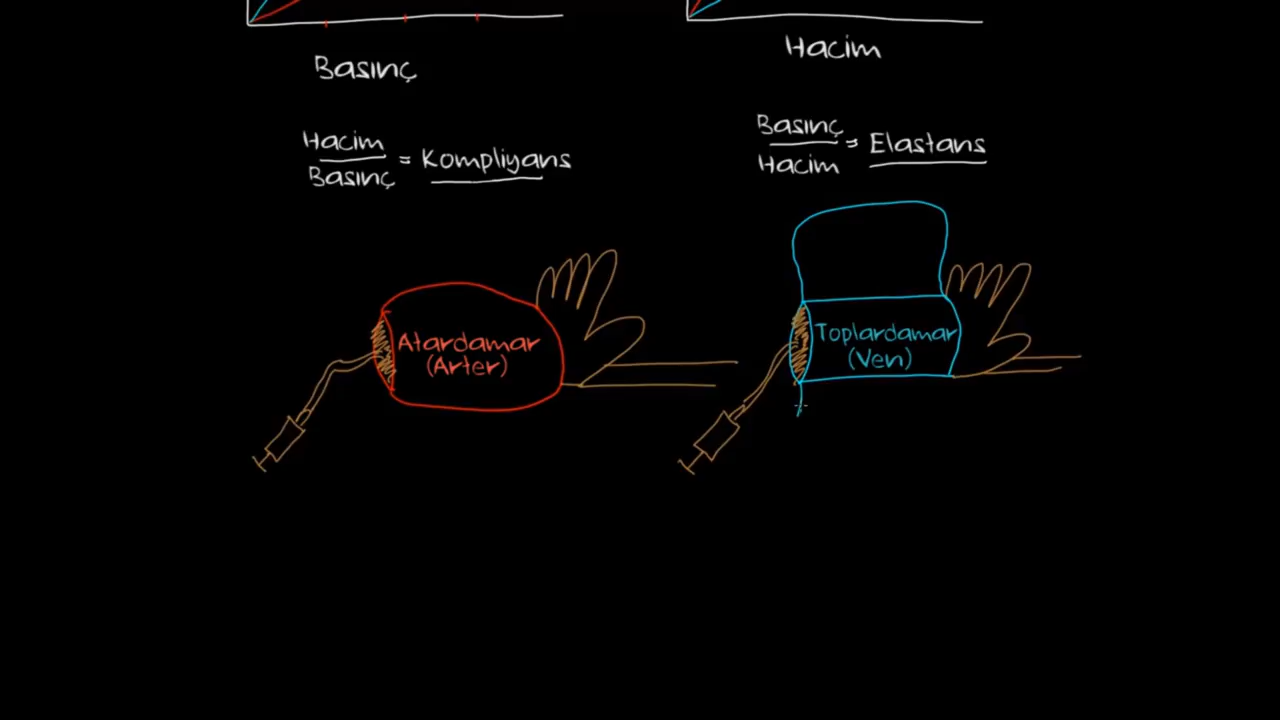 Basınç
Hacim
Hacim
Basınç
= Kompliyans
Basınç
Hacim
= Elastans
Atardamar
(Arter)
Toplardamar
(Ven)